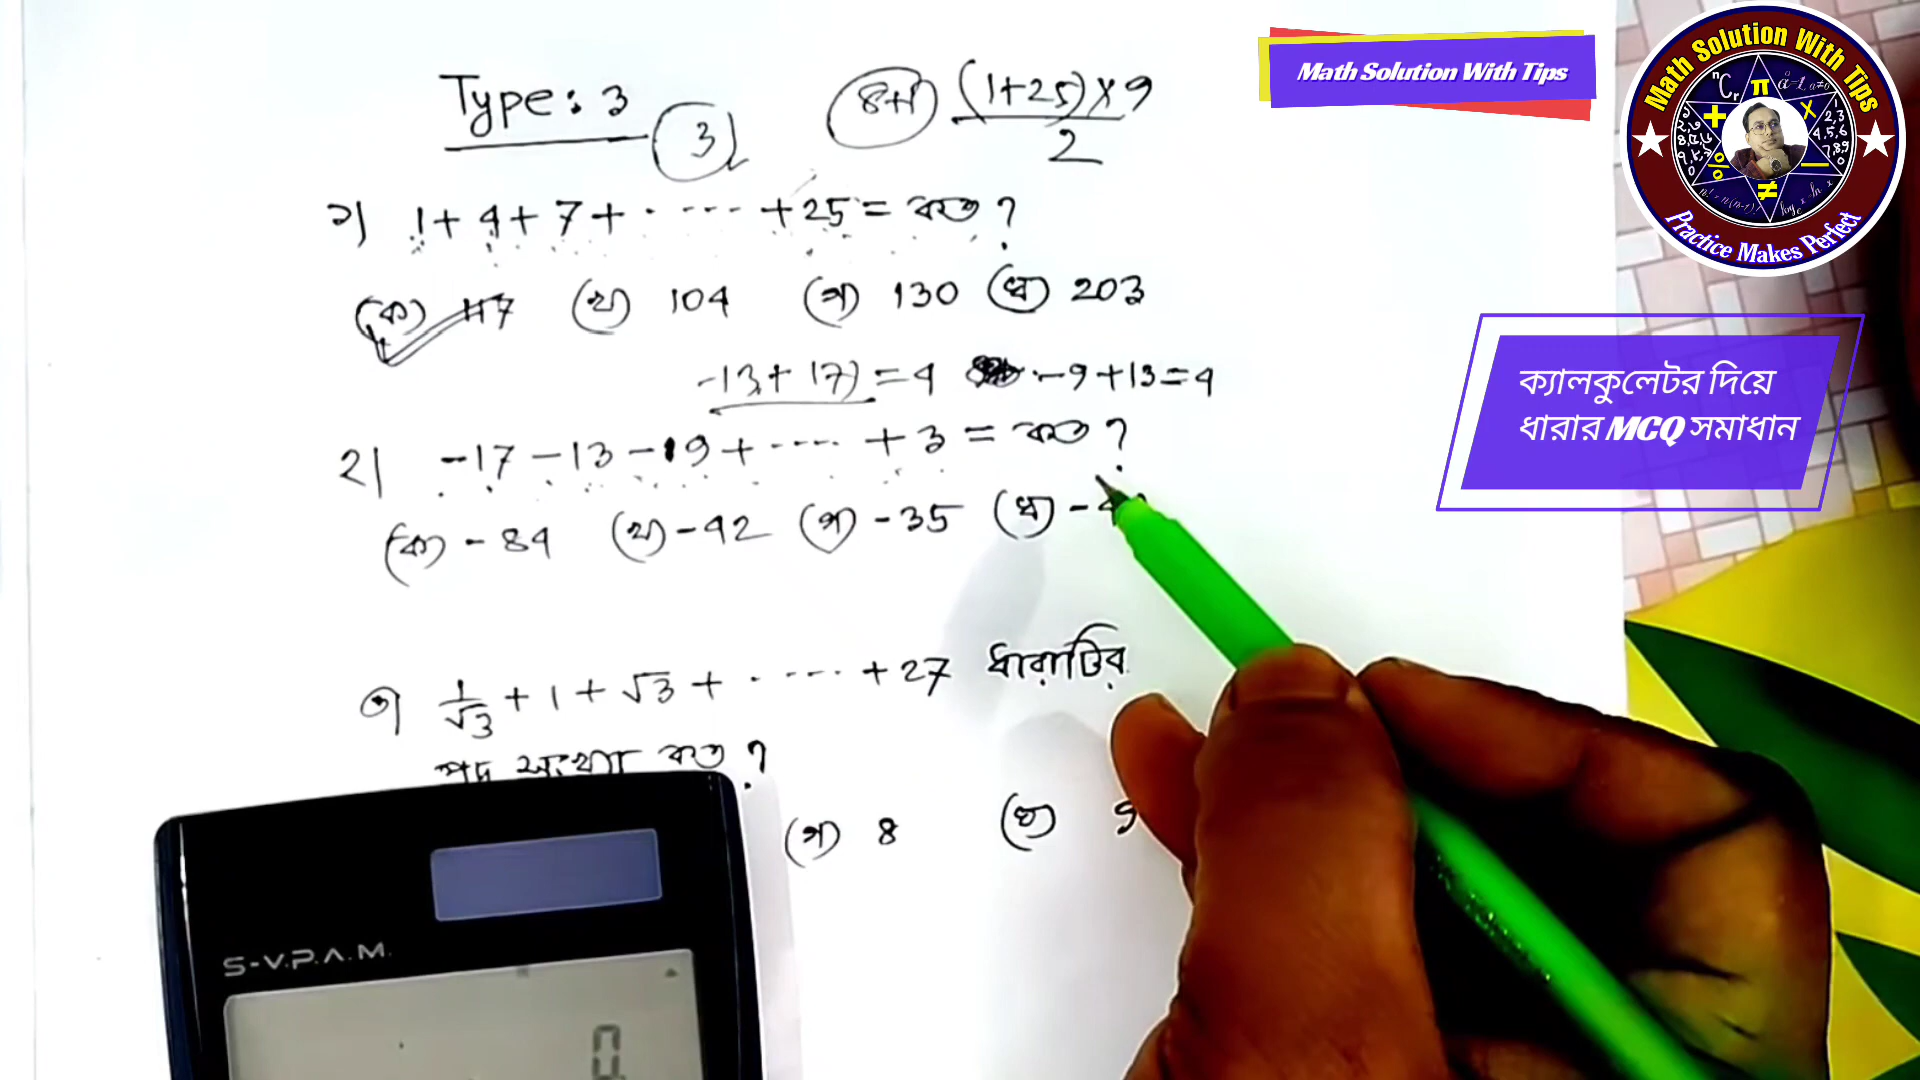 Type: 3
3
8+1 (1+25)×9
2
১| 1+4+7+ ····· +25 = কত ?
(ক) 117 (খ) 104 (গ) 130 (ঘ) 203
-13+17) = 4 -9+13=4
২| -17 -13 -9 + ····· +3 = কত ?
(ক) - 84 (খ) -42 (গ) -35 (ঘ) -4
৩| 1/√3 + 1 + √3 + ····· +27 ধারাটির
পদ সংখ্যা কত ?
(গ) 8 (ঘ) 9
S-V.P.A.M.
0.
Math Solution With Tips
Math Solution With Tips
Practice Makes Perfect
ক্যালকুলেটর দিয়ে
ধারার MCQ সমাধান